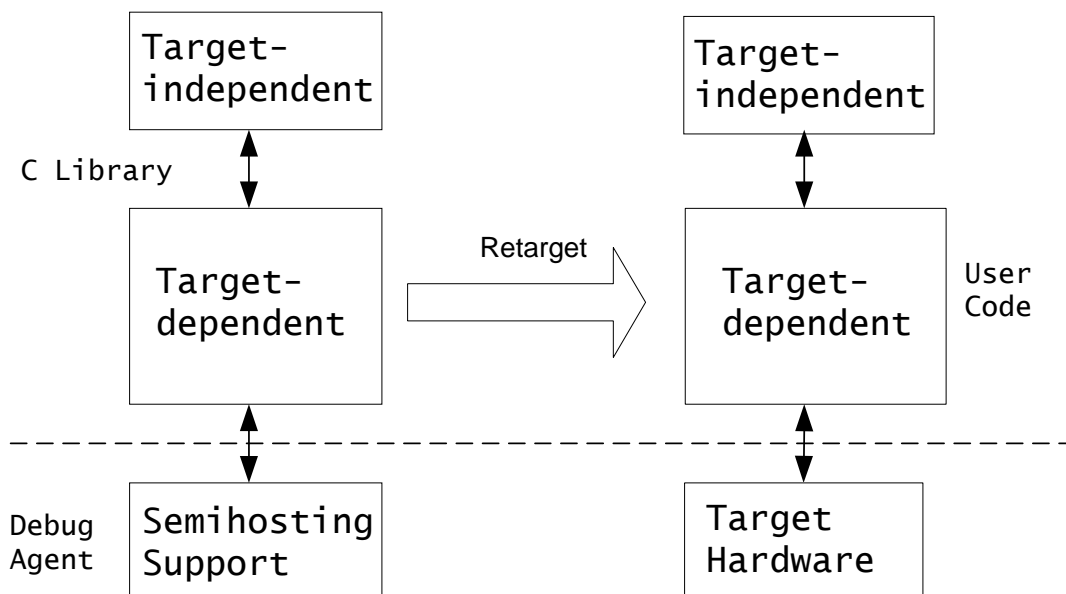 Target-
independent
Target-
independent
C Library
Target-
dependent
Retarget
Target-
dependent
User
Code
Debug
Agent
Semihosting
Support
Target
Hardware